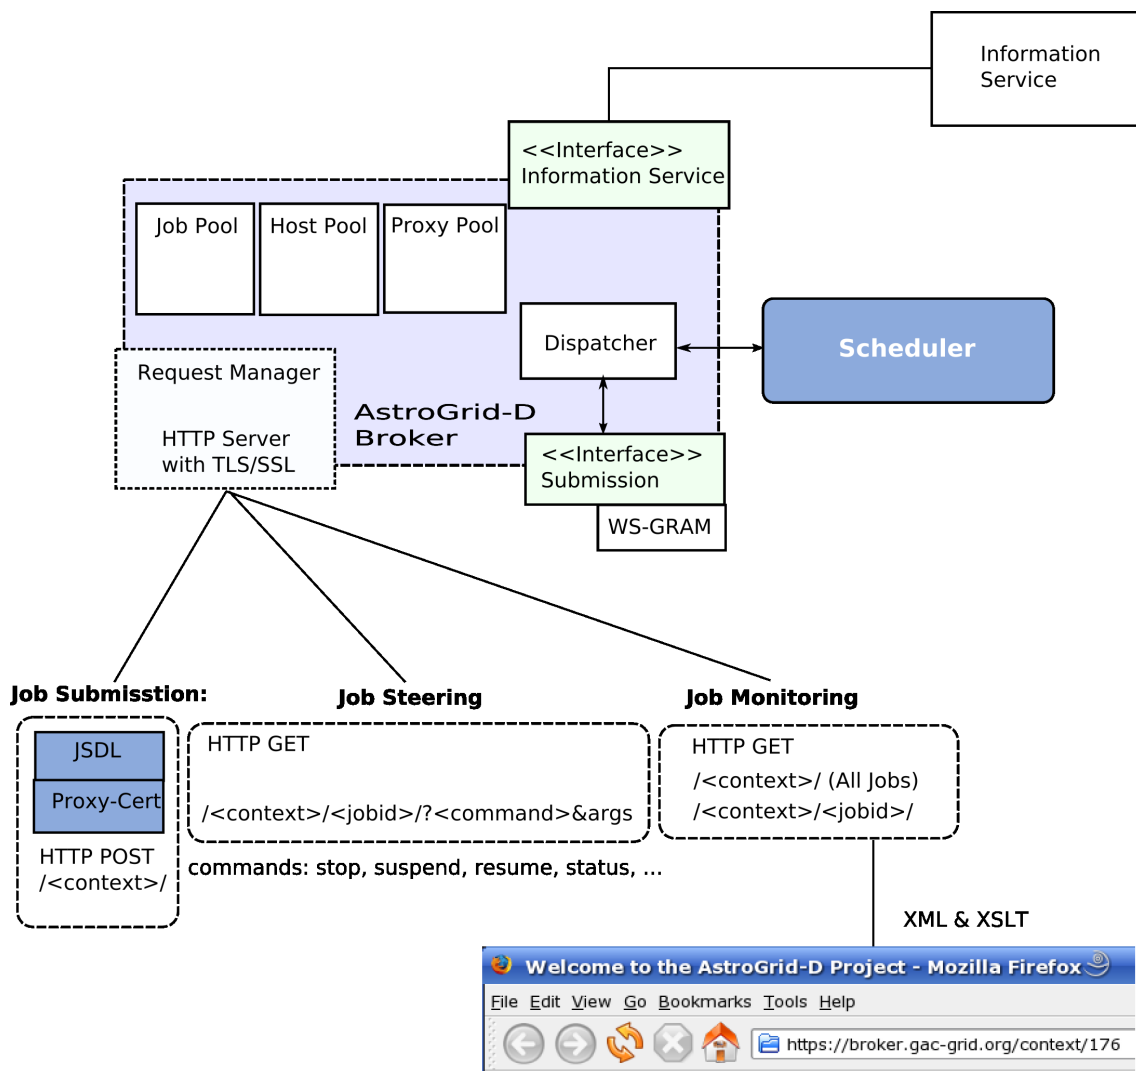 Information
Service
<<Interface>>
Information Service
Job Pool
Host Pool
Proxy Pool
Dispatcher
Scheduler
Request Manager
HTTP Server
with TLS/SSL
AstroGrid-D
Broker
<<Interface>>
Submission
WS-GRAM
Job Submisstion:
JSDL
Proxy-Cert
HTTP POST
/<context>/
Job Steering
HTTP GET
/<context>/<jobid>/?<command>&args
commands: stop, suspend, resume, status, ...
Job Monitoring
HTTP GET
/<context>/ (All Jobs)
/<context>/<jobid>/
XML & XSLT
Welcome to the AstroGrid-D Project - Mozilla Firefox
File Edit View Go Bookmarks Tools Help
https://broker.gac-grid.org/context/176